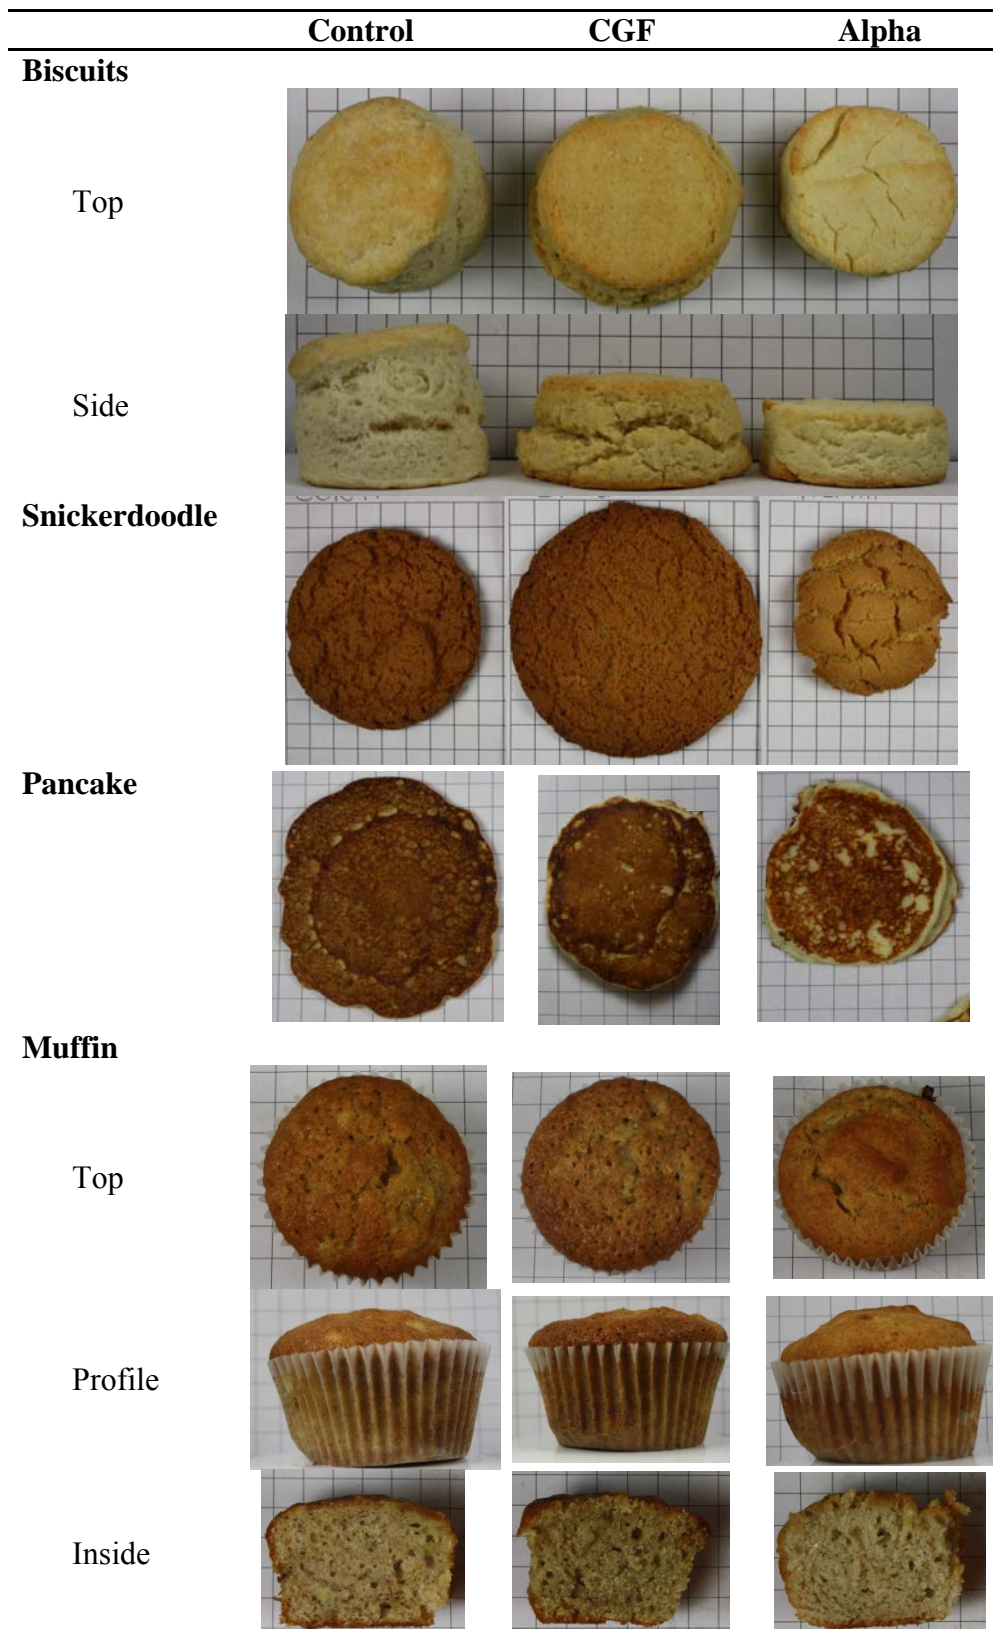 Control CGF Alpha
Biscuits
Top
Side
Snickerdoodle
Pancake
Muffin
Top
Profile
Inside